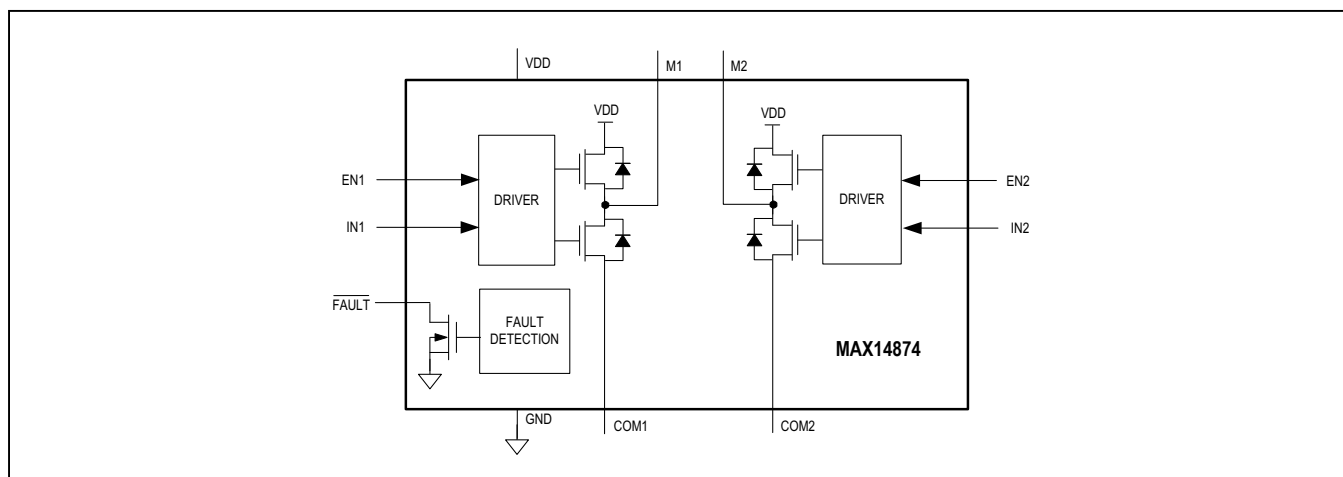 VDD
M1
M2
VDD
VDD
EN1
DRIVER
DRIVER
EN2
IN1
IN2
FAULT
FAULT
DETECTION
MAX14874
GND
COM1
COM2